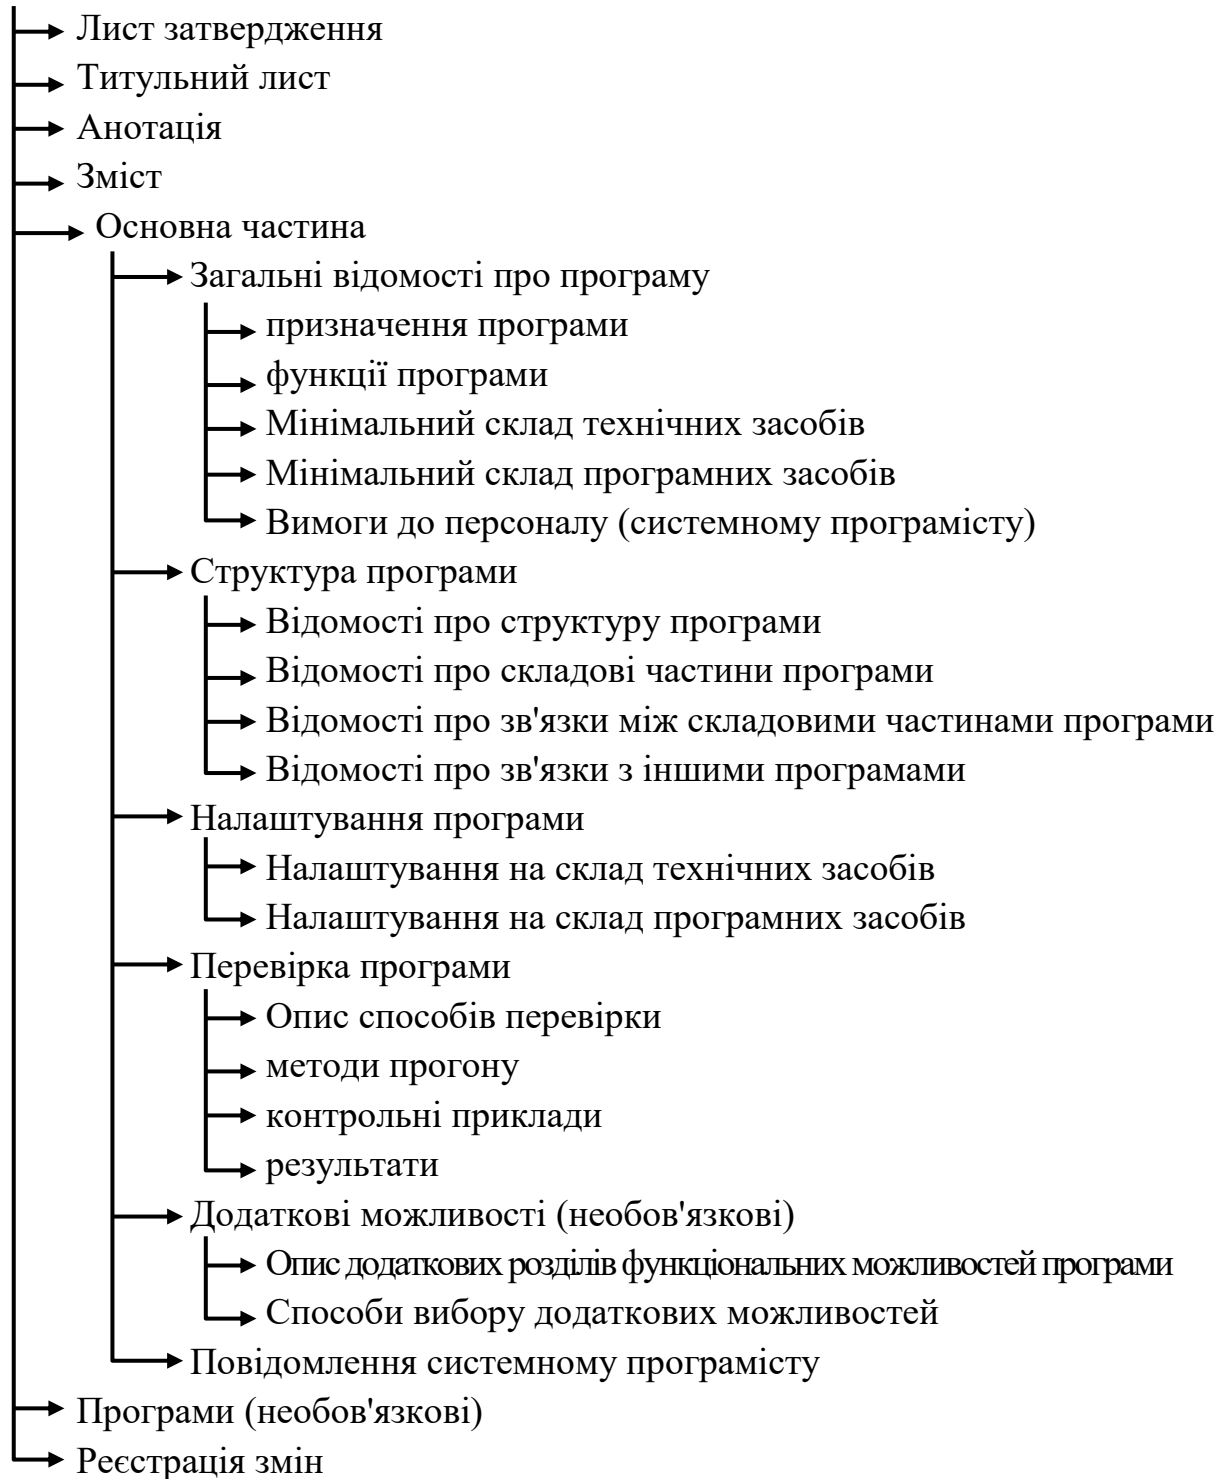 Лист затвердження
Титульний лист
Анотація
Зміст
Основна частина
Загальні відомості про програму
призначення програми
функції програми
Мінімальний склад технічних засобів
Мінімальний склад програмних засобів
Вимоги до персоналу (системному програмісту)
Структура програми
Відомості про структуру програми
Відомості про складові частини програми
Відомості про зв'язки між складовими частинами програми
Відомості про зв'язки з іншими програмами
Налаштування програми
Налаштування на склад технічних засобів
Налаштування на склад програмних засобів
Перевірка програми
Опис способів перевірки
методи прогону
контрольні приклади
результати
Додаткові можливості (необов'язкові)
Опис додаткових розділів функціональних можливостей програми
Способи вибору додаткових можливостей
Повідомлення системному програмісту
Програми (необов'язкові)
Реєстрація змін